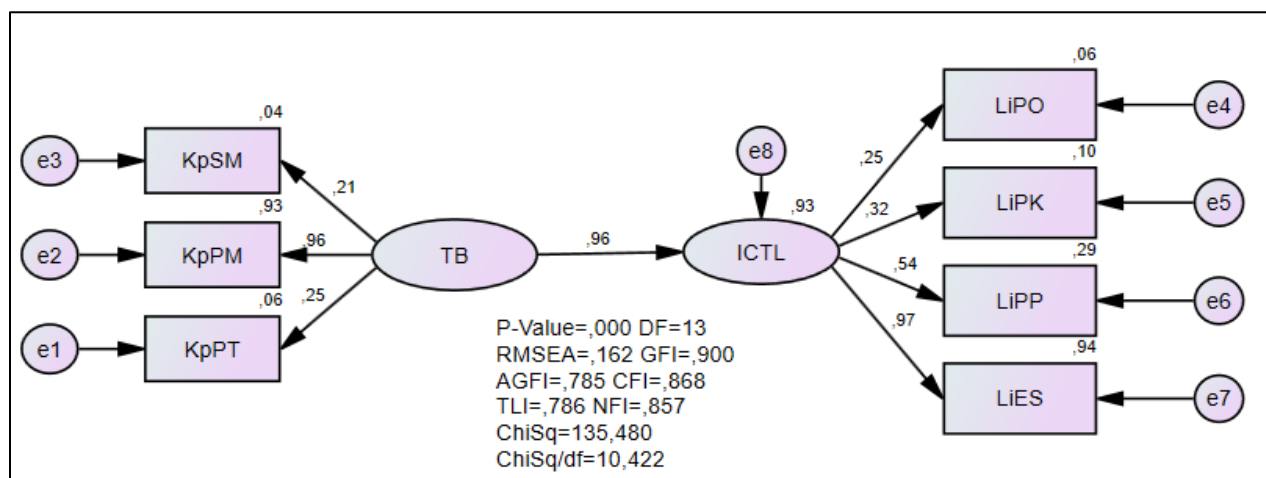 ,04
e3
KpSM
,21
,93
e2
KpPM
,96
,06
,25
e1
KpPT
TB
,96
e8
,93
ICTL
,06
,25
LiPO
e4
,10
,32
LiPK
e5
,29
,54
LiPP
e6
,94
,97
LiES
e7
P-Value=,000 DF=13
RMSEA=,162 GFI=,900
AGFI=,785 CFI=,868
TLI=,786 NFI=,857
ChiSq=135,480
ChiSq/df=10,422